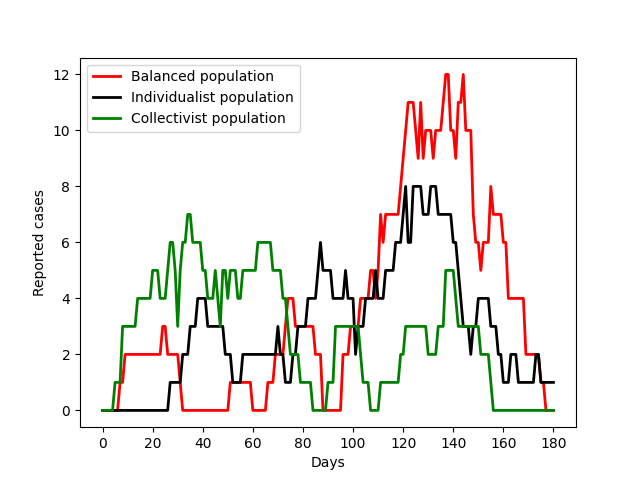 Balanced population
Individualist population
Collectivist population
Reported cases
12
10
8
6
4
2
0
0 20 40 60 80 100 120 140 160 180
Days